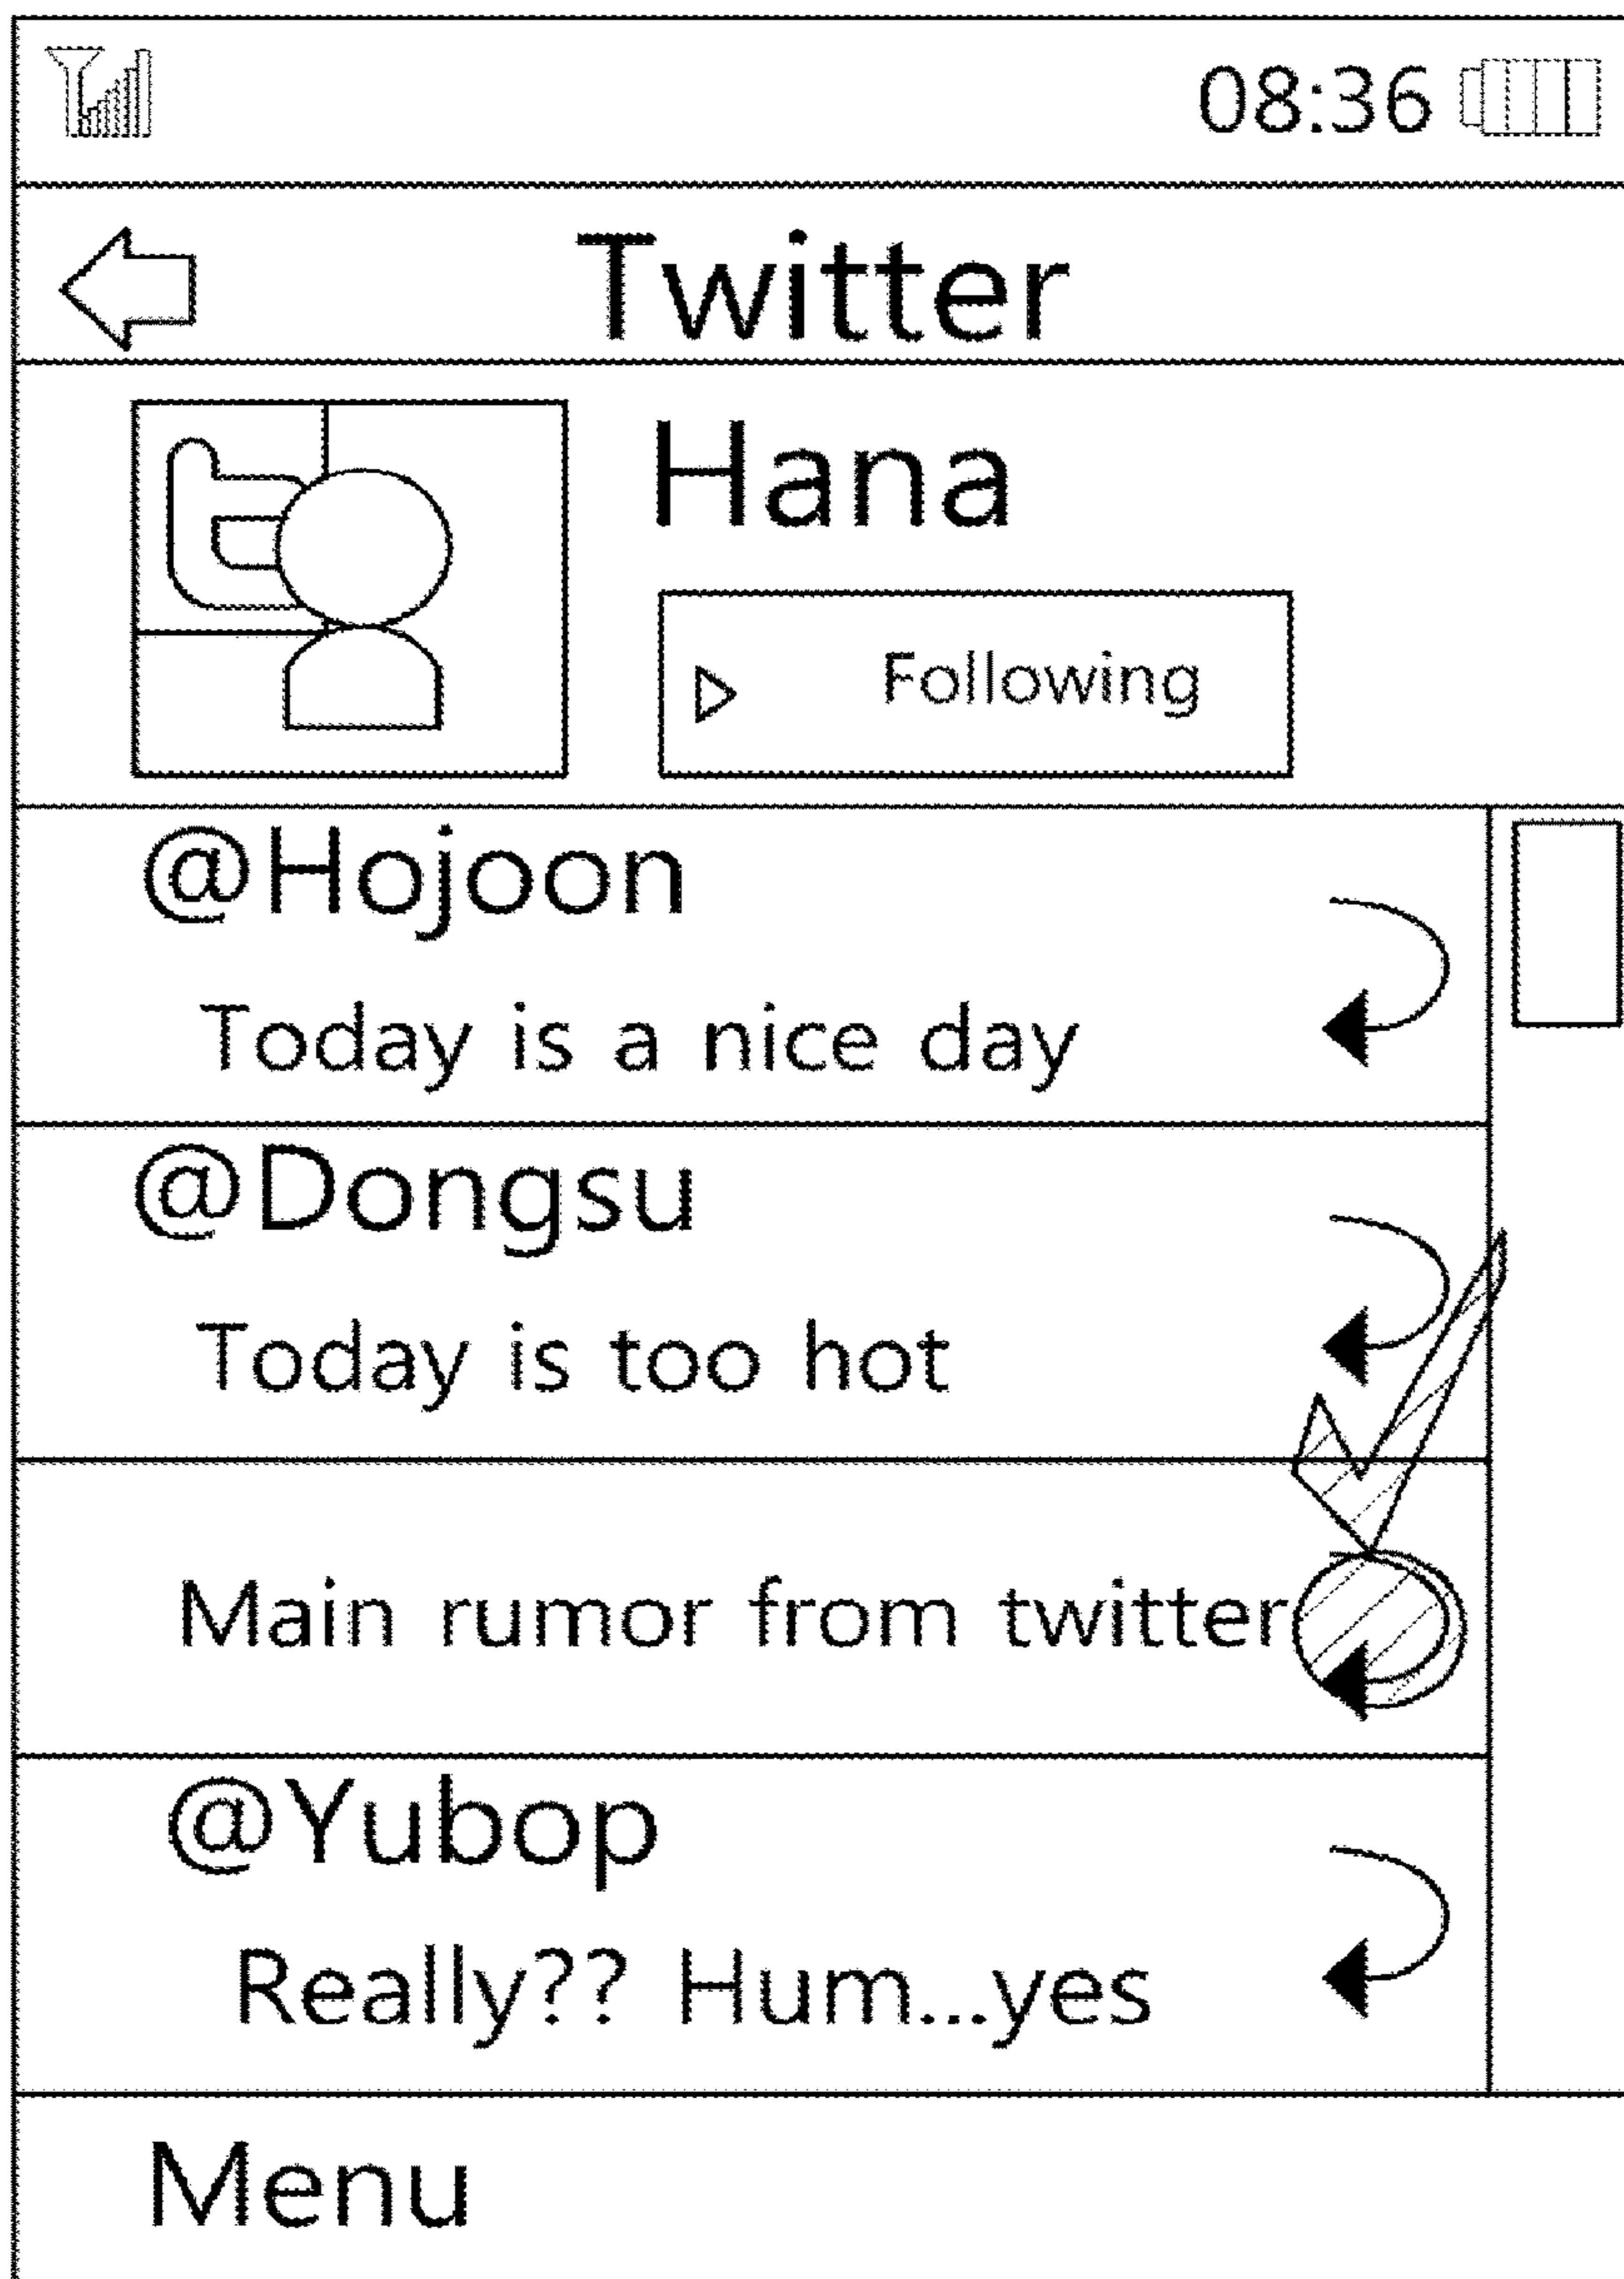 08:36
Twitter
Hana
Following
@Hojoon
Today is a nice day
@Dongsu
Today is too hot
Main rumor from twitter
@Yubop
Really?? Hum...yes
Menu